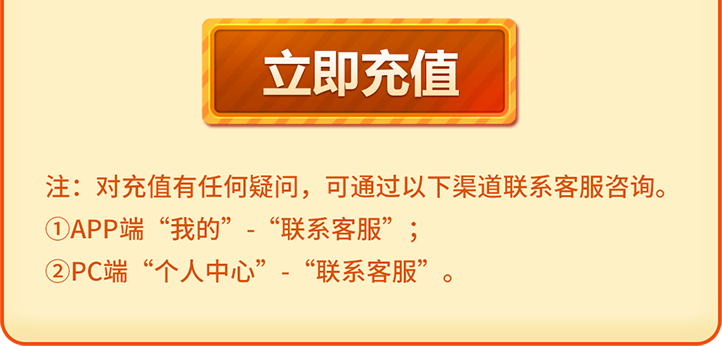 立即充值
注：对充值有任何疑问，可通过以下渠道联系客服咨询。
①APP端“我的”-“联系客服”；
②PC端“个人中心”-“联系客服”。